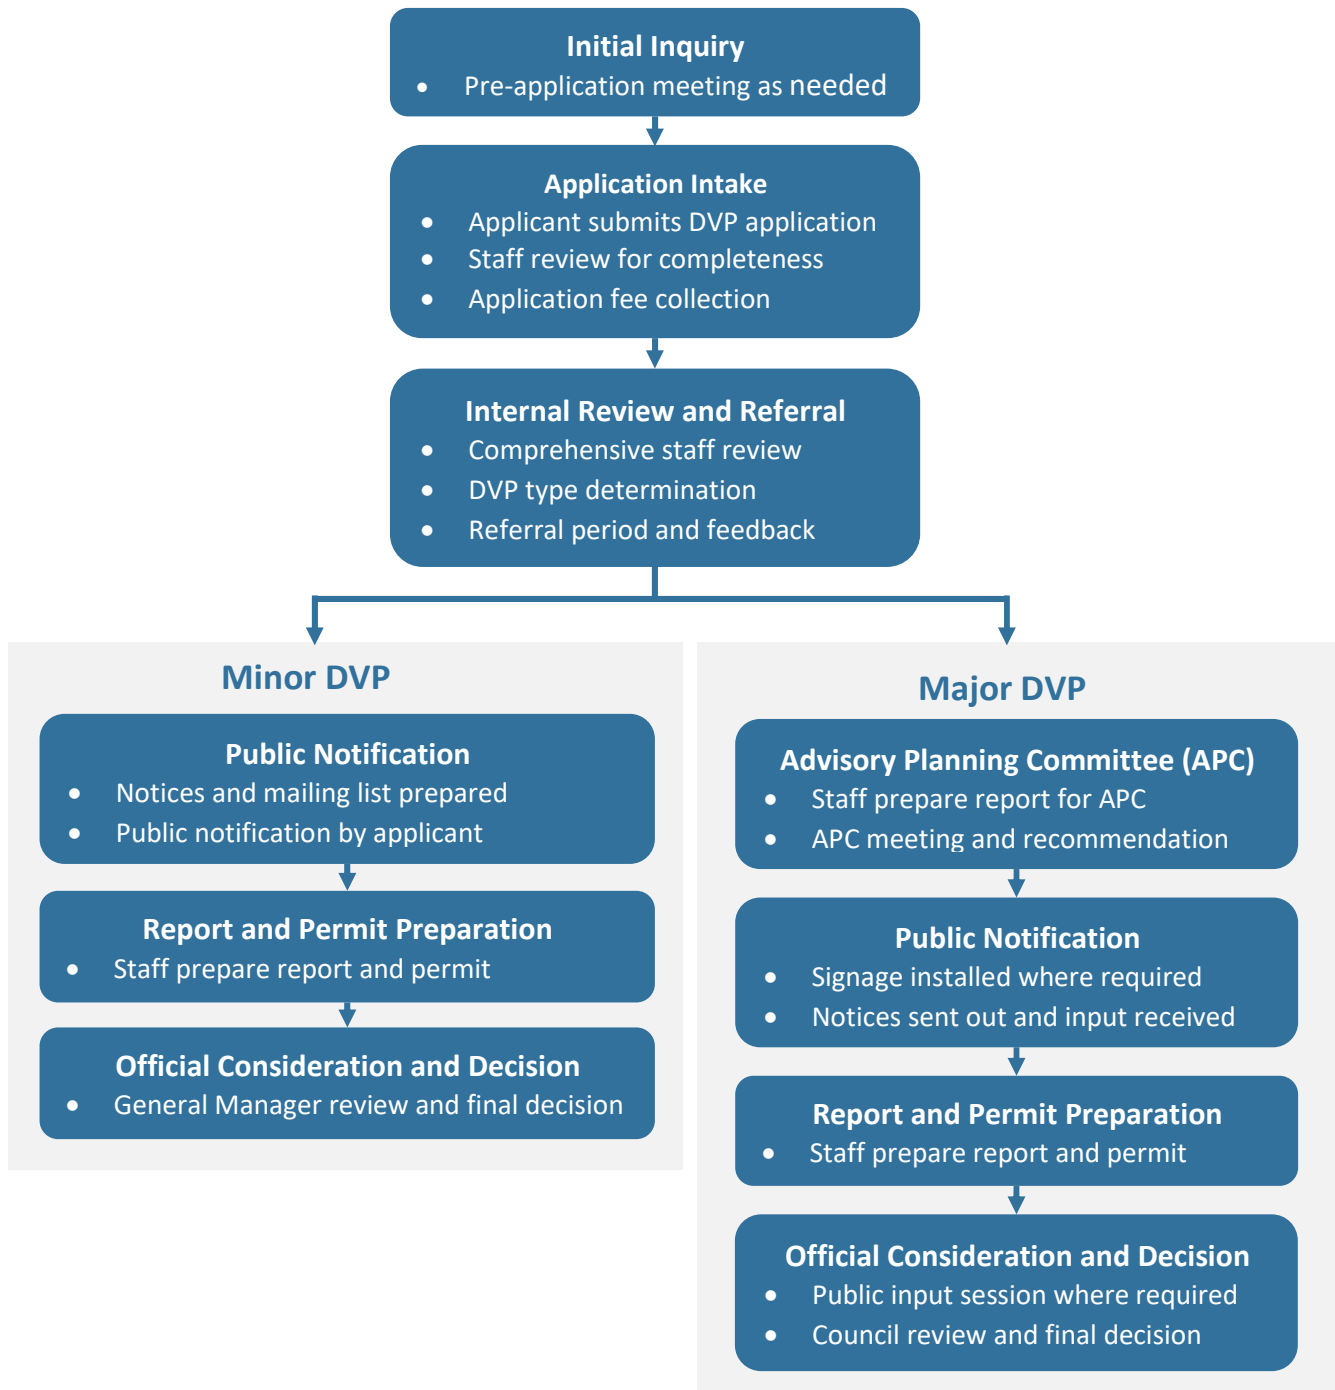 Initial Inquiry
• Pre-application meeting as needed
Application Intake
• Applicant submits DVP application
• Staff review for completeness
• Application fee collection
Internal Review and Referral
• Comprehensive staff review
• DVP type determination
• Referral period and feedback
Minor DVP
Public Notification
• Notices and mailing list prepared
• Public notification by applicant
Report and Permit Preparation
• Staff prepare report and permit
Official Consideration and Decision
• General Manager review and final decision
Major DVP
Advisory Planning Committee (APC)
• Staff prepare report for APC
• APC meeting and recommendation
Public Notification
• Signage installed where required
• Notices sent out and input received
Report and Permit Preparation
• Staff prepare report and permit
Official Consideration and Decision
• Public input session where required
• Council review and final decision